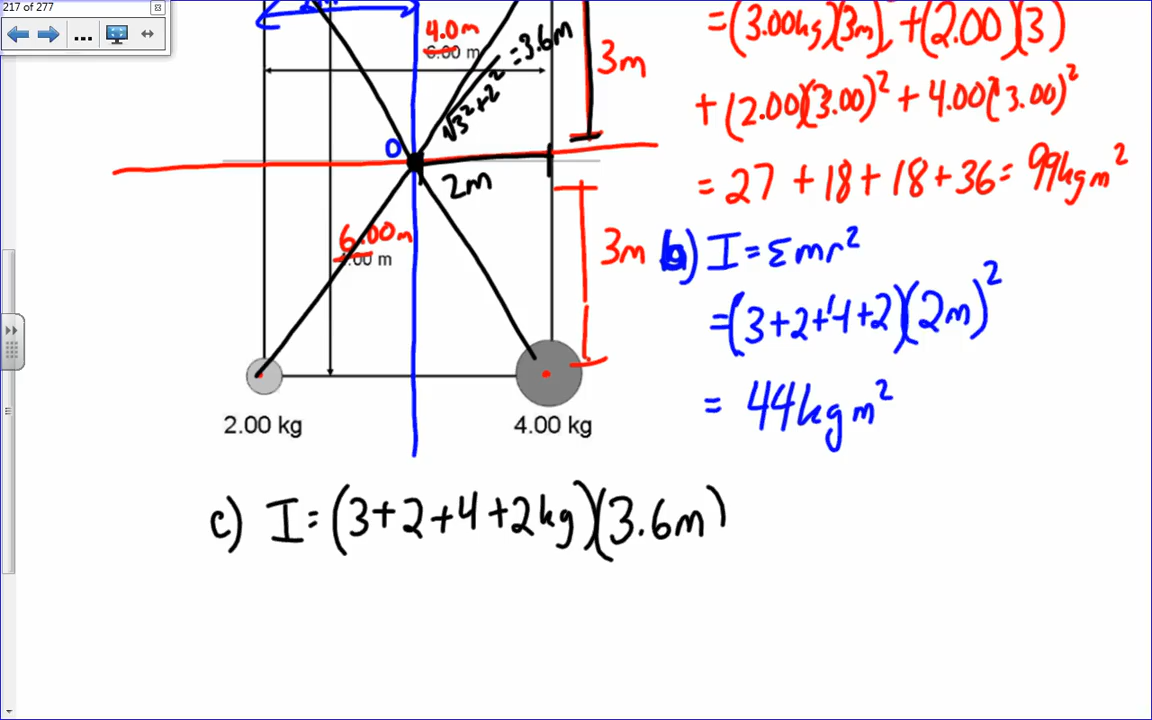 217 of 277
4.0m
6.00 m
√3²+2² = 3.6m
3m
O
2m
6.00m
.00 m
3m
2.00 kg
4.00 kg
=(3.00kg)(3m) +(2.00)(3)
+(2.00)(3.00)² + 4.00(3.00)²
= 27 +18+18+36= 99kgm²
b) I = Σmr²
=(3+2+4+2)(2m)²
= 44kgm²
c) I=(3+2+4+2kg)(3.6m)